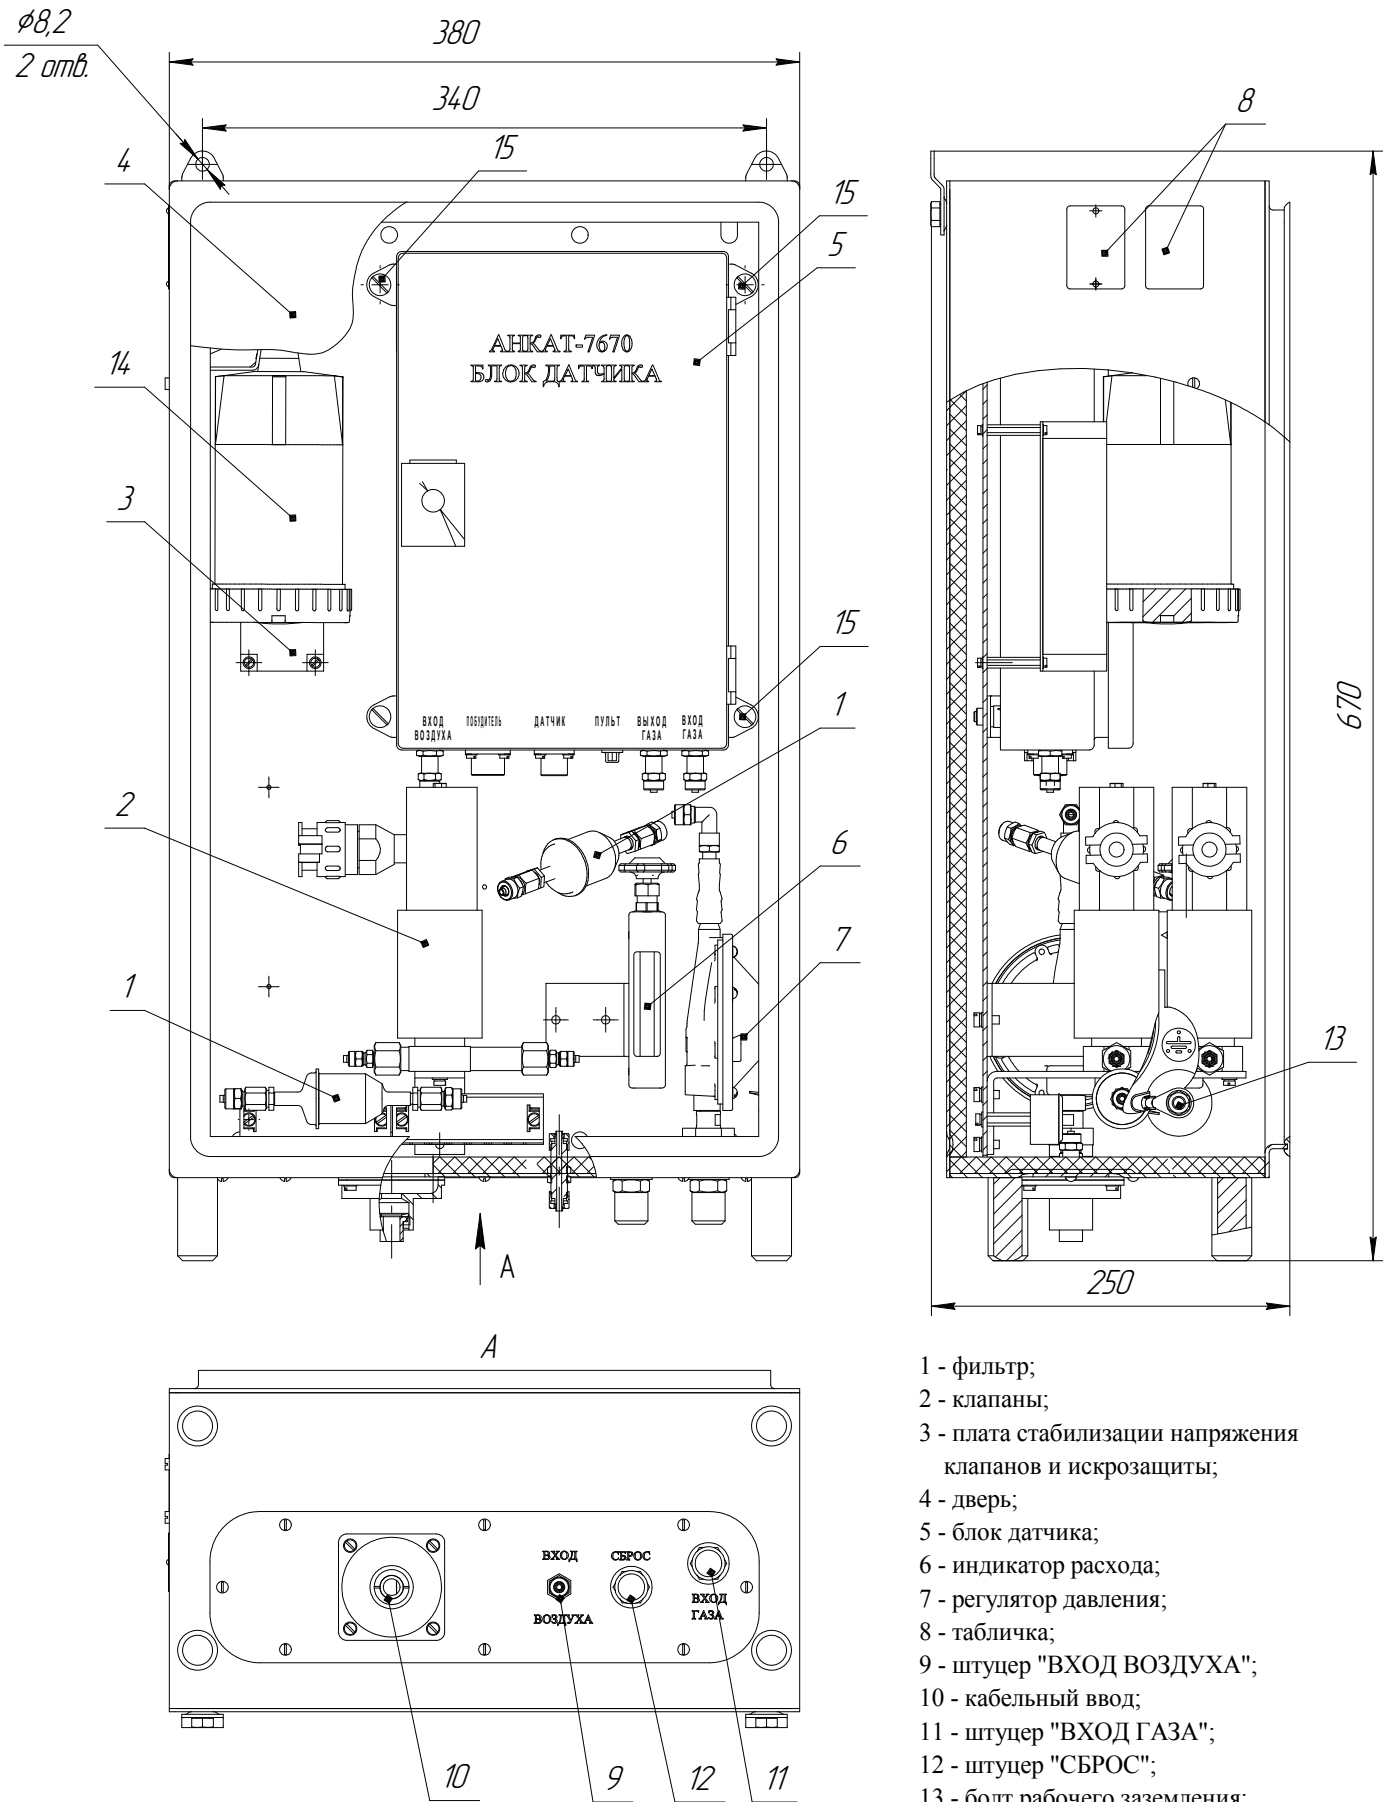 ⌀8,2
2 отв.
380
340
4
15
15
5
8
АНКАТ-7670
БЛОК ДАТЧИКА
14
3
15
1
ВХОД ВОЗДУХА
ПОБУДИТЕЛЬ
ДАТЧИК
ПУЛЬТ
ВЫХОД ГАЗА
ВХОД ГАЗА
670
2
6
7
1
13
А
250
А
ВХОД
ВОЗДУХА
СБРОС
ВХОД
ГАЗА
10
9
12
11
1 - фильтр;
2 - клапаны;
3 - плата стабилизации напряжения
клапанов и искрозащиты;
4 - дверь;
5 - блок датчика;
6 - индикатор расхода;
7 - регулятор давления;
8 - табличка;
9 - штуцер "ВХОД ВОЗДУХА";
10 - кабельный ввод;
11 - штуцер "ВХОД ГАЗА";
12 - штуцер "СБРОС";
13 - болт рабочего заземления;